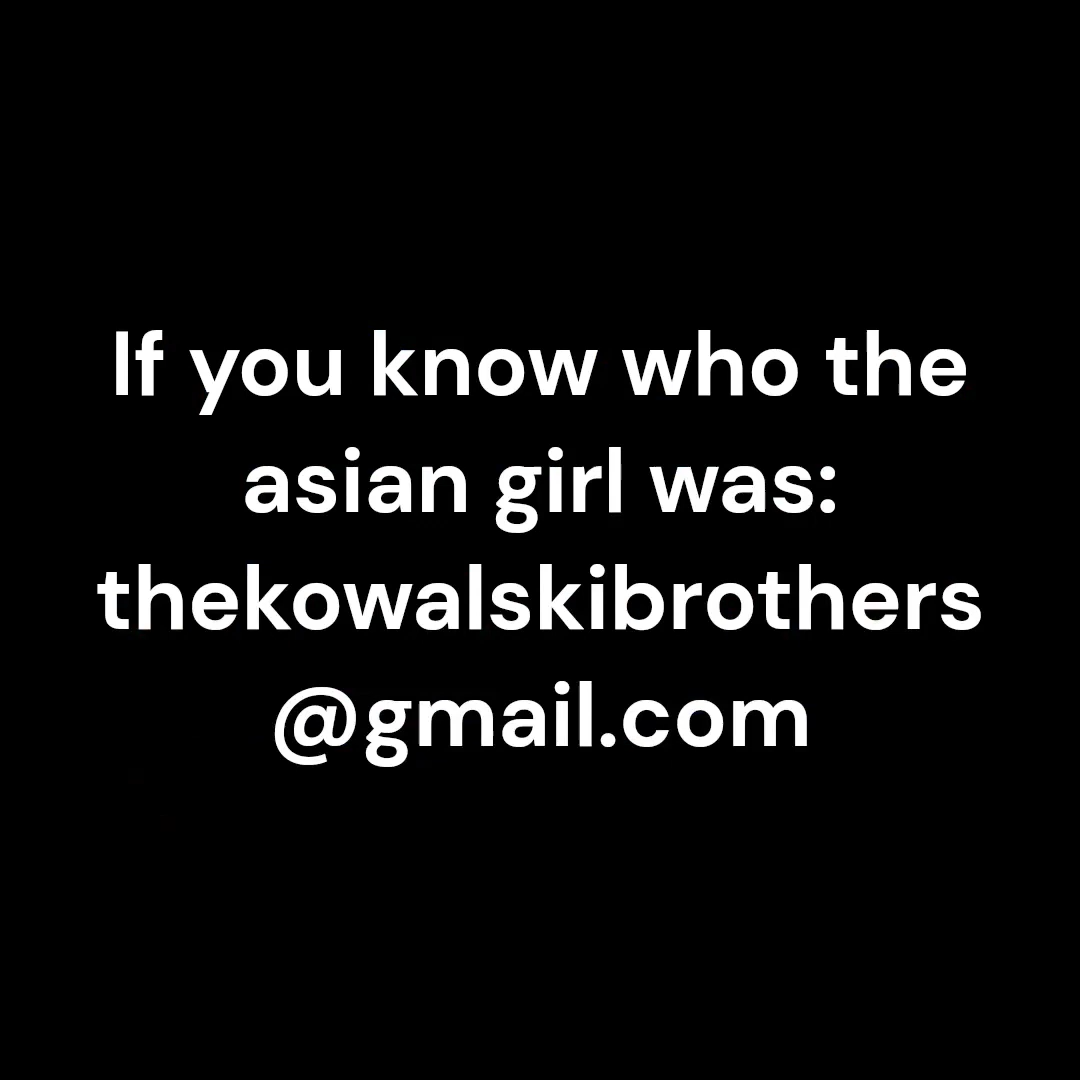 If you know who the
asian girl was:
thekowalskibrothers
@gmail.com